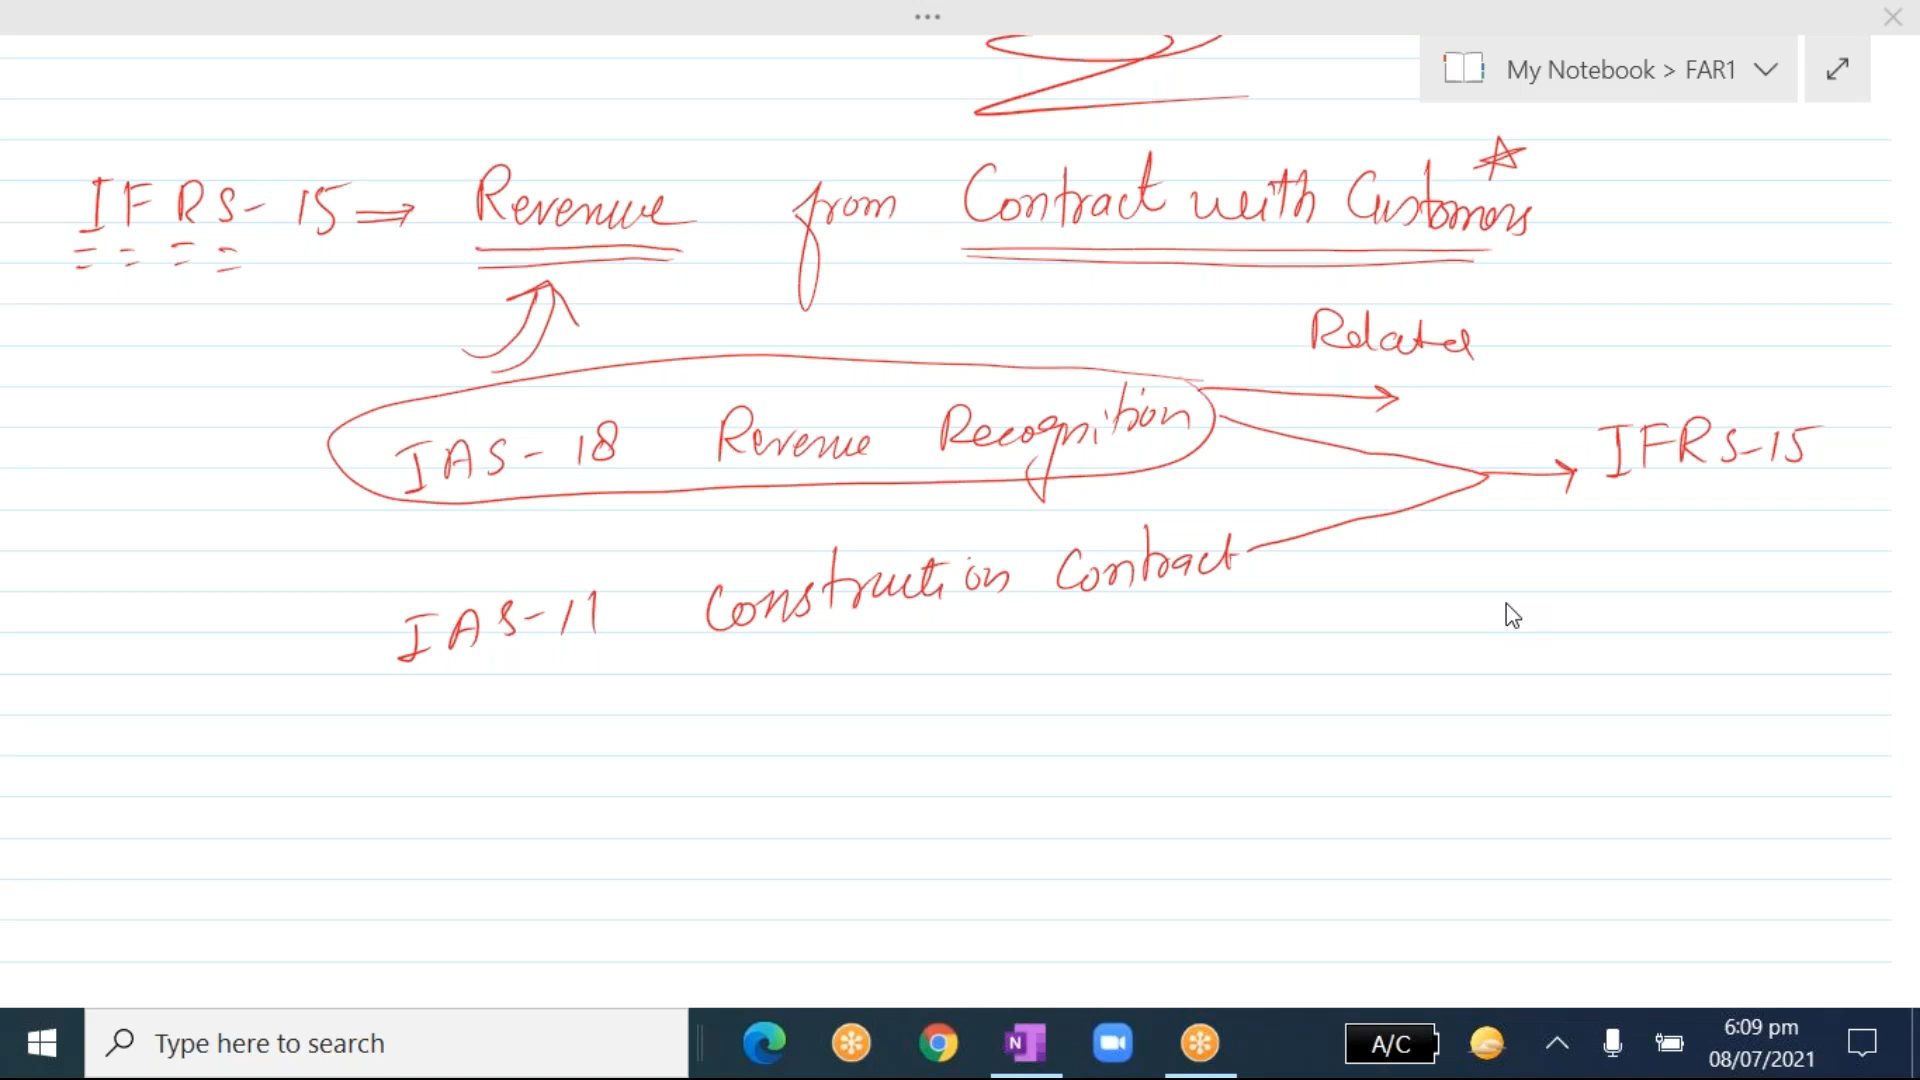 My Notebook > FAR1
IFRS-15 ⇒ Revenue from Contract with Customers
Related
IAS-18 Revenue Recognition
IFRS-15
IAS-11 Construction Contract
Type here to search
N
A/C
6:09 pm
08/07/2021